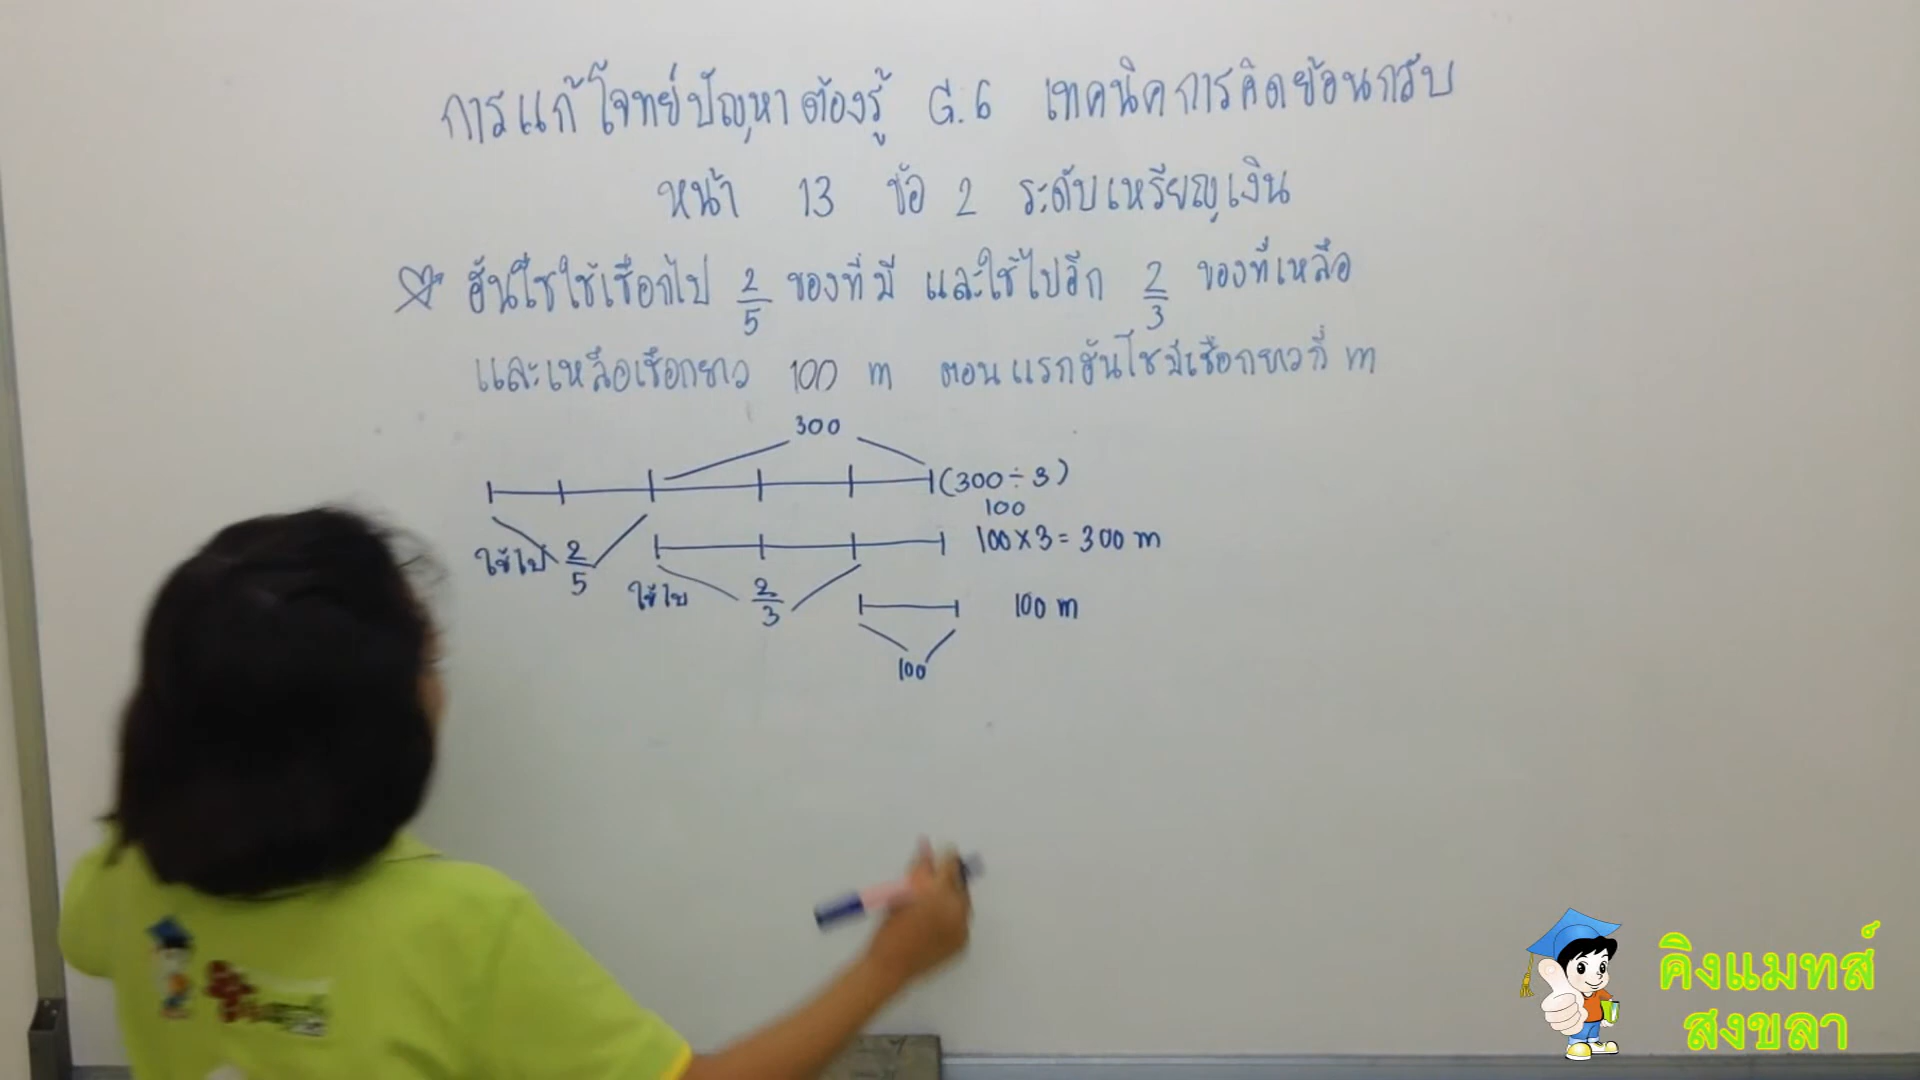 การแก้โจทย์ปัญหาต้องรู้ G.6 เทคนิคการคิดย้อนกลับ
หน้า 13 ข้อ 2 ระดับเหรียญเงิน
ฮันโซใช้เชือกไป 2/5 ของที่มี และใช้ไปอีก 2/3 ของที่เหลือ
และเหลือเชือกยาว 100 m ตอนแรกฮันโซมีเชือกยาวกี่ m
300
(300 ÷ 3)
100
ใช้ไป 2/5
100 x 3 = 300 m
ใช้ไป 2/3
100 m
100
คิงแมทส์
สงขลา